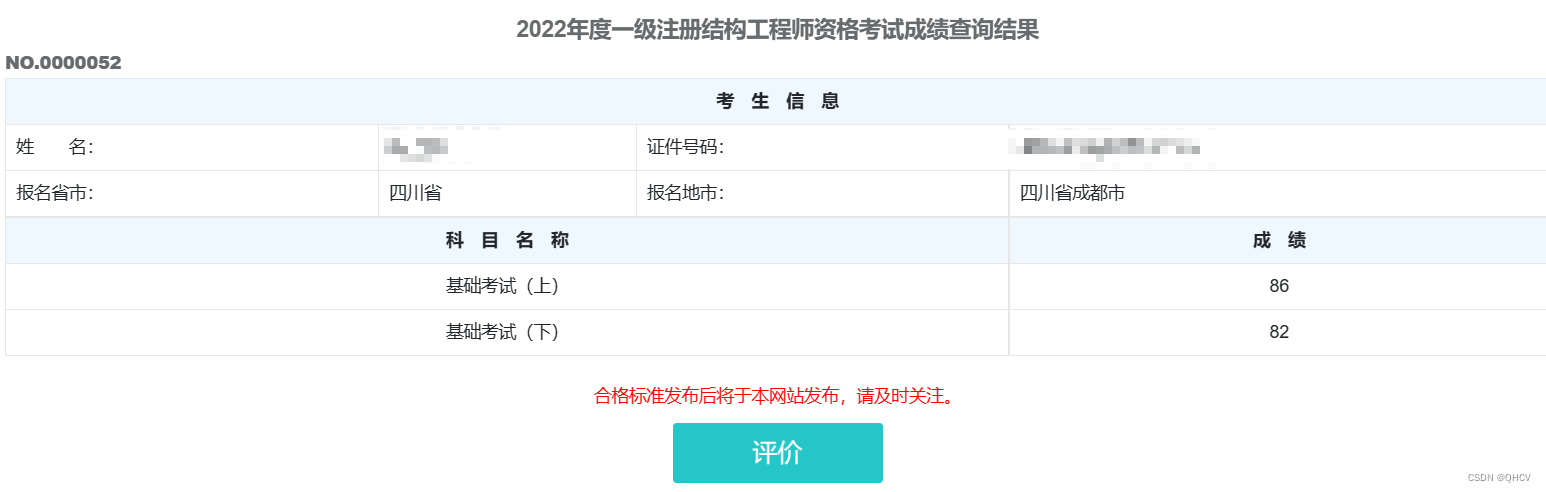 2022年度一级注册结构工程师资格考试成绩查询结果
NO.0000052
考 生 信 息
姓 名: 证件号码:
报名省市: 四川省 报名地市: 四川省成都市
科 目 名 称 成 绩
基础考试（上） 86
基础考试（下） 82
合格标准发布后将于本网站发布，请及时关注。
评价
CSDN @QHCV